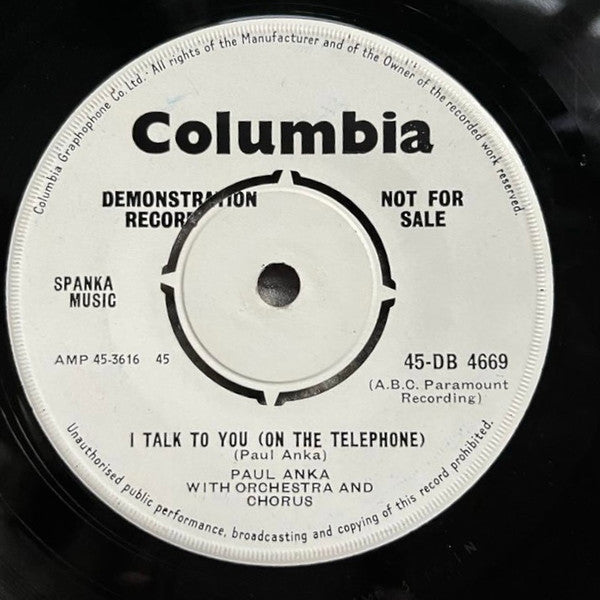 Columbia Graphophone Co. Ltd. · All rights of the Manufacturer and of the Owner of the recorded work reserved.
Columbia
DEMONSTRATION
RECORD
NOT FOR
SALE
SPANKA
MUSIC
AMP 45-3616 45
45-DB 4669
(A.B.C. Paramount
Recording)
I TALK TO YOU (ON THE TELEPHONE)
(Paul Anka)
PAUL ANKA
WITH ORCHESTRA AND
CHORUS
Unauthorised public performance, broadcasting and copying of this record prohibited.